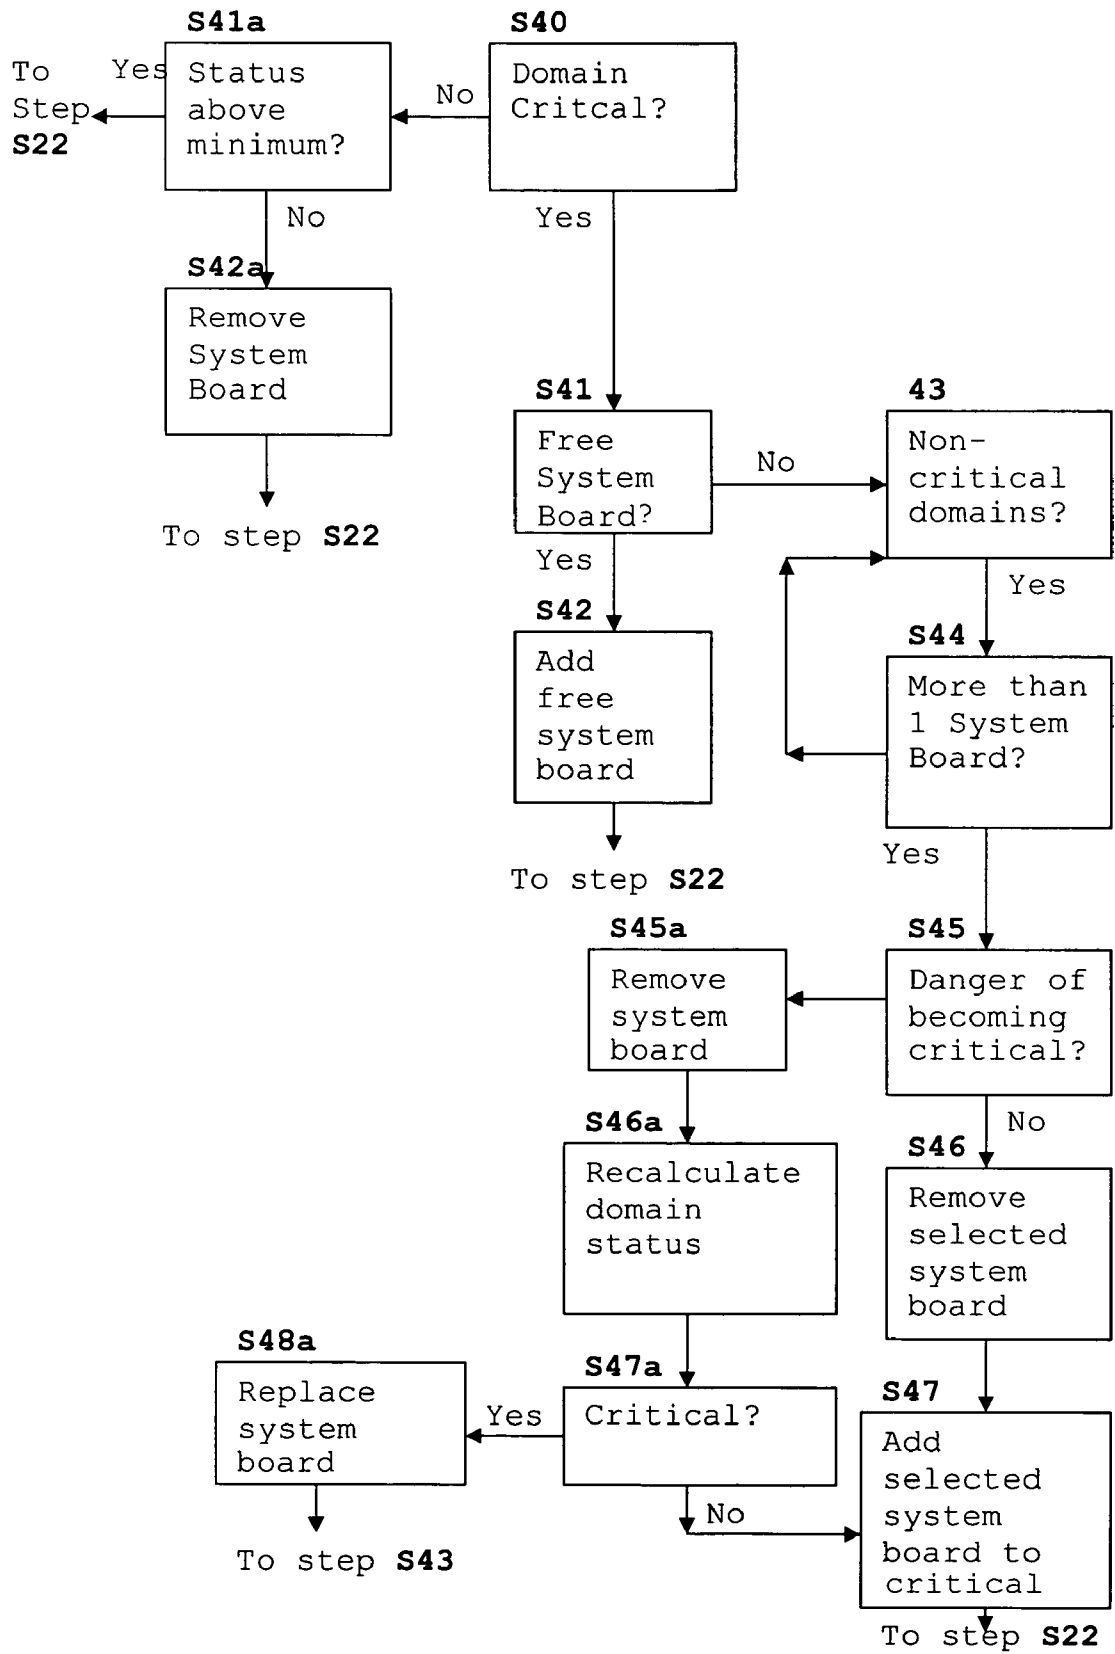 S41a
S40
To
Step
S22
Yes
Status
above
minimum?
No
Domain
Critcal?
No
Yes
S42a
Remove
System
Board
To step S22
S41
Free
System
Board?
No
43
Non-
critical
domains?
Yes
Yes
S42
Add
free
system
board
To step S22
S44
More than
1 System
Board?
Yes
S45a
Remove
system
board
S45
Danger of
becoming
critical?
No
S46a
Recalculate
domain
status
S46
Remove
selected
system
board
S48a
Replace
system
board
To step S43
Yes
S47a
Critical?
No
S47
Add
selected
system
board to
critical
To step S22